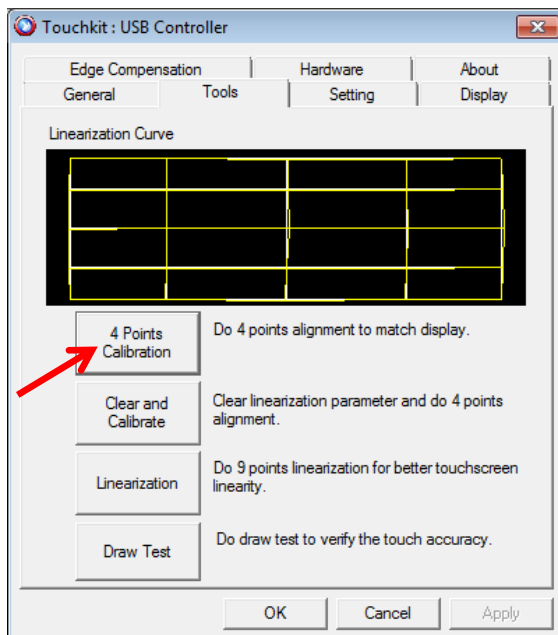 Touchkit : USB Controller
Edge Compensation
Hardware
About
General
Tools
Setting
Display
Linearization Curve
4 Points
Calibration
Do 4 points alignment to match display.
Clear and
Calibrate
Clear linearization parameter and do 4 points
alignment.
Linearization
Do 9 points linearization for better touchscreen
linearity.
Draw Test
Do draw test to verify the touch accuracy.
OK
Cancel
Apply